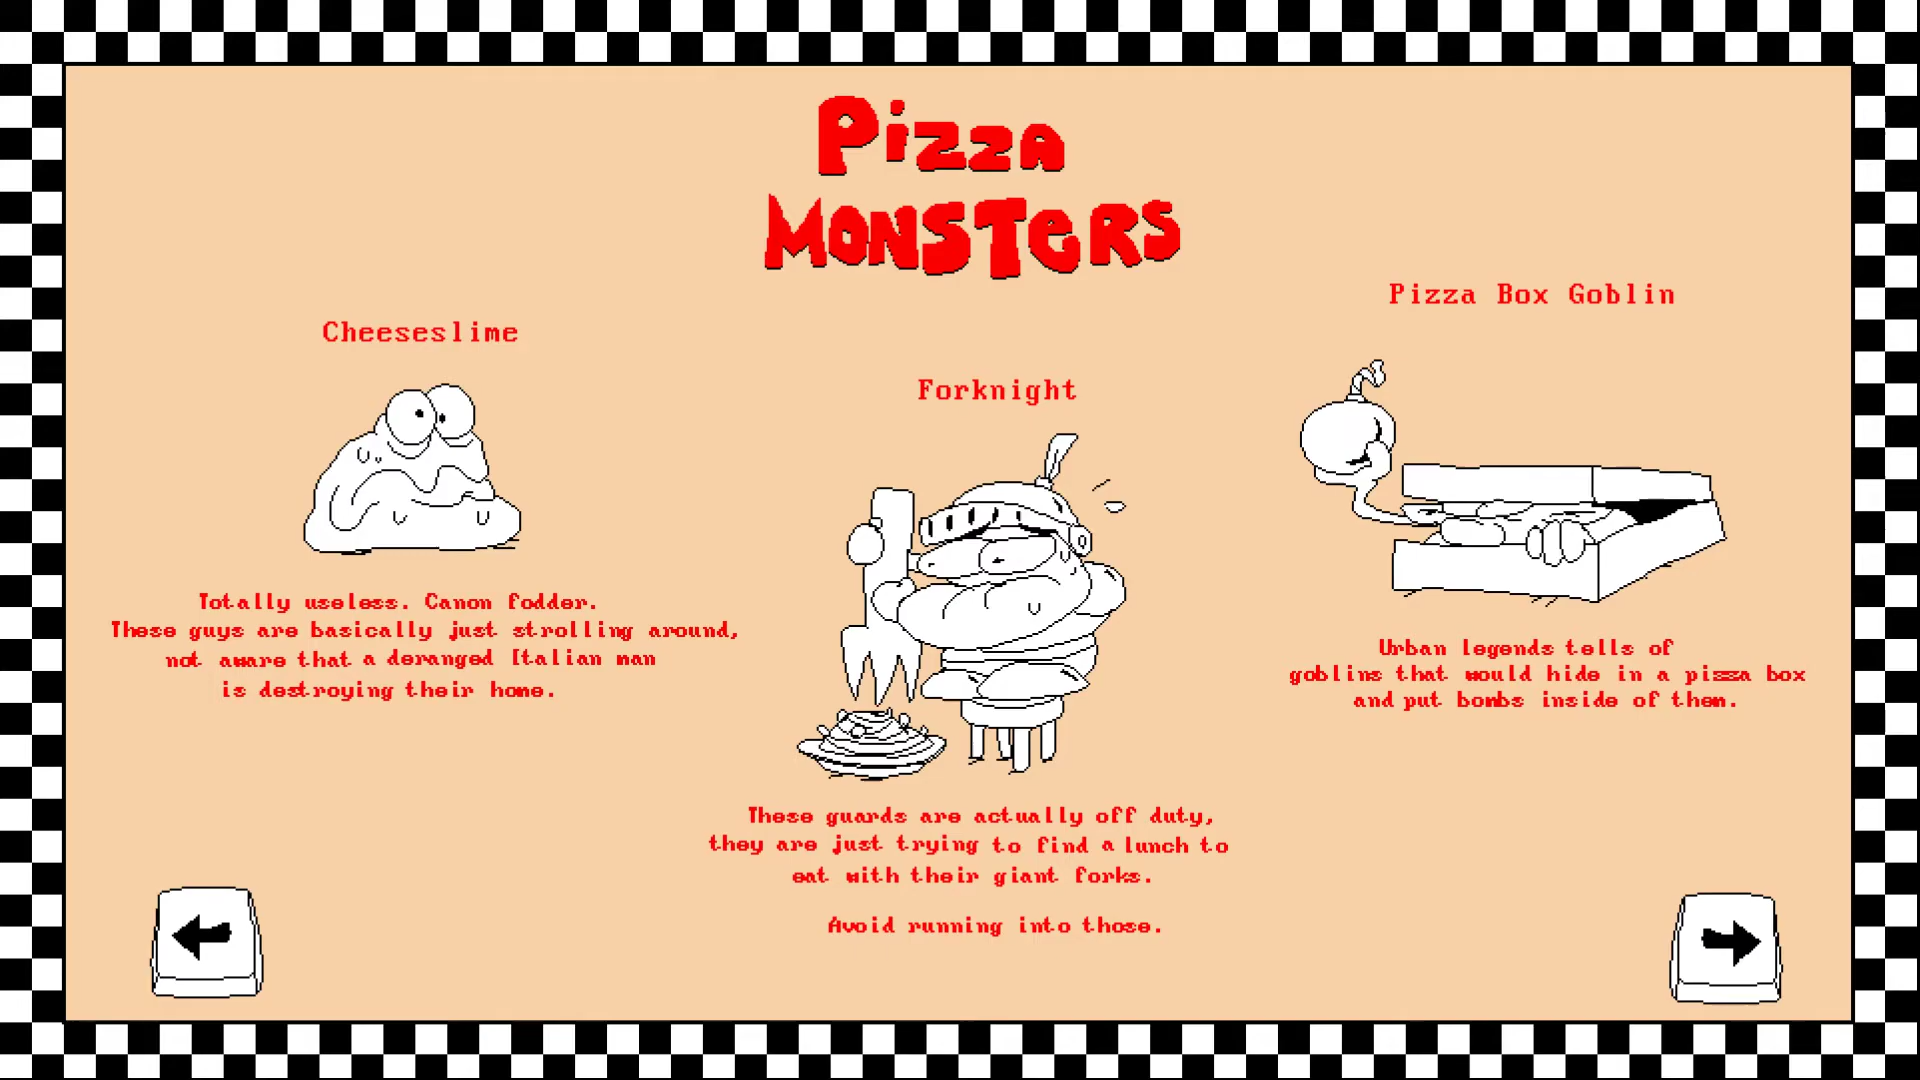 Pizza
MONSTeRS
Cheeseslime
Totally useless. Canon fodder.
These guys are basically just strolling around,
not aware that a deranged Italian man
is destroying their home.
Forknight
These guards are actually off duty,
they are just trying to find a lunch to
eat with their giant forks.
Avoid running into those.
Pizza Box Goblin
Urban legends tells of
goblins that would hide in a pizza box
and put bombs inside of them.